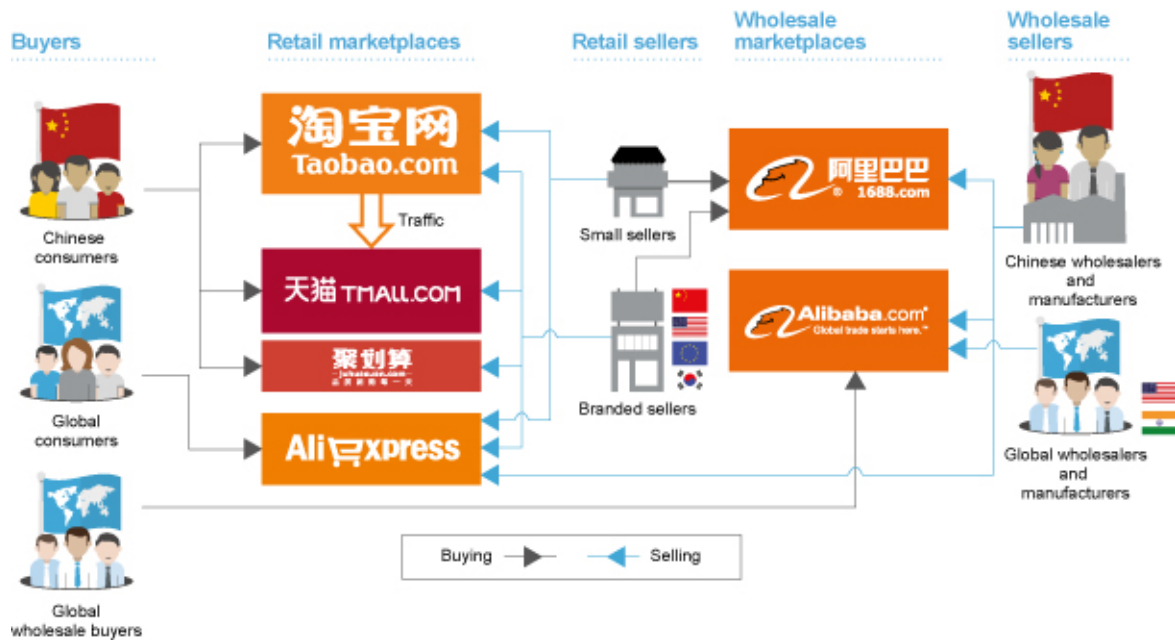 Buyers
Retail marketplaces
Retail sellers
Wholesale
marketplaces
Wholesale
sellers
淘宝网
Taobao.com
Traffic
天猫 TMALL.COM
聚划算
AliExpress
Chinese
consumers
Global
consumers
Global
wholesale buyers
Small sellers
Branded sellers
阿里巴巴
® 1688.com
Alibaba.com®
Global trade starts here.™
Chinese wholesalers
and
manufacturers
Global wholesalers
and
manufacturers
Buying
Selling